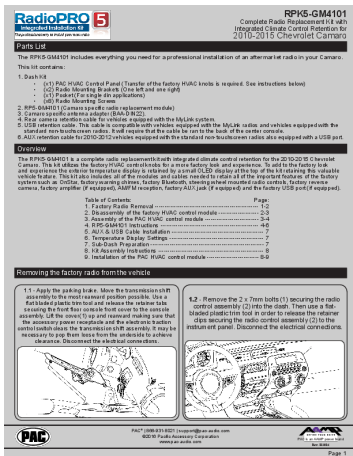 RadioPRO 5
Integrated Installation Kit
RPK5-GM4101
Complete Radio Replacement Kit with
Integrated Climate Control Retention for
2010-2015 Chevrolet Camaro
Parts List
The RPK5-GM4101 includes everything you need for a professional installation of an aftermarket radio in your Camaro.
This kit contains:
1. Dash Kit
- (x1) PAC HVAC Control Panel (Transfer of the factory HVAC knobs is required. See instructions below)
- (x2) Radio Mounting Brackets (One left and one right)
- (x1) Pocket (For single din applications)
- (x8) Radio Mounting Screws
2. RP5-GM4101 (Camaro specific radio replacement module)
3. Camaro specific antenna adapter (BAA-DIN22).
4. Rear camera retention cable for vehicles equipped with the MyLink system.
5. USB retention cable. This cable is compatible with vehicles equipped with the MyLink radios and vehicles equipped with the
standard non-touchscreen radios. It will require that the cable be run to the back of the center console.
6. AUX retention cable for 2010-2012 vehicles equipped with the standard non-touchscreen radios also equipped with a USB port.
Overview
The RPK5-GM4101 is a complete radio replacement kit with integrated climate control retention for the 2010-2015 Chevrolet
Camaro. This kit utilizes the factory HVAC control knobs for a more factory look and experience. To add to the factory look
and experience the exterior temperature display is retained by a small OLED display at the top of the kit retaining this valuable
vehicle feature. This kit also includes all of the modules and cables needed to retain all of the important features of the factory
system such as OnStar, factory warning chimes, factory Bluetooth, steering wheel mounted radio controls, factory reverse
camera, factory amplifier (if equipped), AM/FM reception, factory AUX jack (if equipped) and the factory USB port (if equipped).
Table of Contents: Page:
1. Factory Radio Removal 1-2
2. Disassembly of the factory HVAC control module 2-3
3. Assembly of the PAC HVAC control module 3-4
4. RP5-GM4101 Instructions 4-6
5. AUX & USB Cable Installation 7
6. Temperature Display Settings 7
7. Sub-Dash Preparation 7
8. Kit Assembly Instructions 8
9. Installation of the PAC control module 8-9
Removing the factory radio from the vehicle
1.1 - Apply the parking brake. Move the transmission shift
assembly to the most rearward position possible. Use a
flat bladed plastic trim tool and release the retainer tabs
securing the front floor console front cover to the console
assembly. Lift the cover(1) up and rearward making sure that
the accessory power receptacle and the electronic traction
control switch clears the transmission shift assembly. It may be
necessary to pop them loose from the underside to achieve
clearance. Disconnect the electrical connections.
1.2 - Remove the 2 x 7mm bolts (1) securing the radio
control assembly (2) into the dash. Then use a flat-
bladed plastic trim tool in order to release the retainer
clips securing the radio control assembly (2) to the
instrument panel. Disconnect the electrical connections.
PAC
PAC® | 866-931-8021 | support@pac-audio.com
©2015 Pacific Accessory Corporation
www.pac-audio.com
AAMP
Page 1